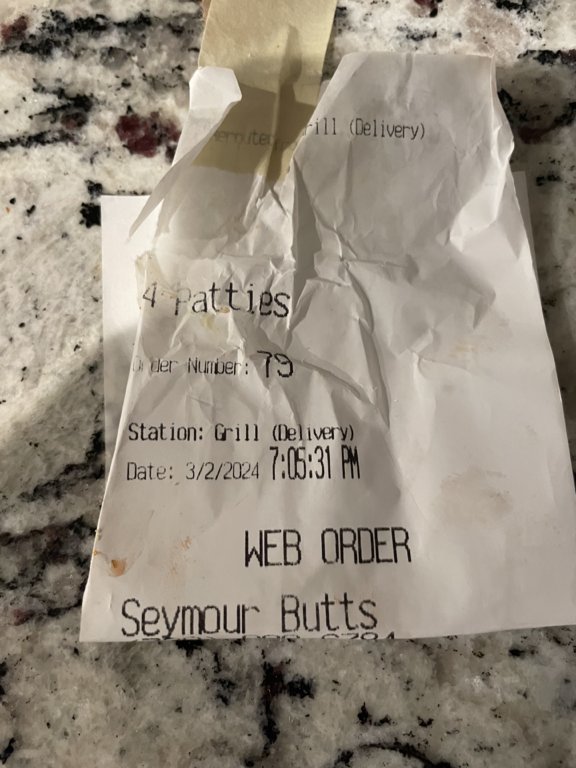 Grill (Delivery)
4 Patties
Order Number: 79
Station: Grill (Delivery)
Date: 3/2/2024 7:05:31 PM
WEB ORDER
Seymour Butts